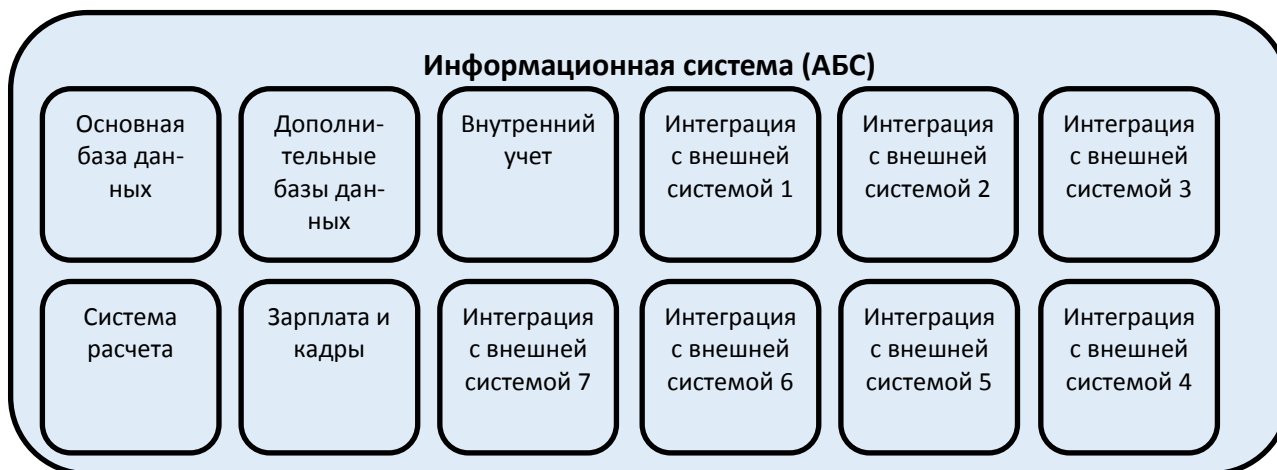 Информационная система (АБС)
Основная
база дан-
ных
Дополни-
тельные
базы дан-
ных
Внутренний
учет
Интеграция
с внешней
системой 1
Интеграция
с внешней
системой 2
Интеграция
с внешней
системой 3
Система
расчета
Зарплата и
кадры
Интеграция
с внешней
системой 7
Интеграция
с внешней
системой 6
Интеграция
с внешней
системой 5
Интеграция
с внешней
системой 4